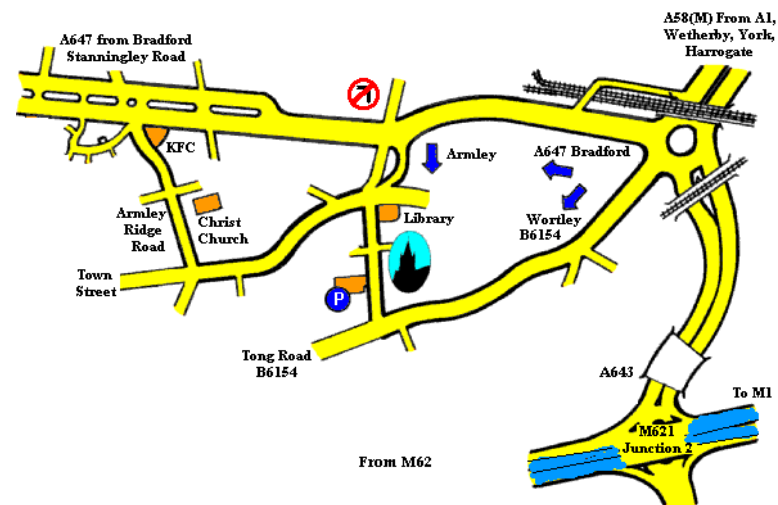 A58(M) From A1,
Wetherby, York,
Harrogate
A647 from Bradford
Stanningley Road
KFC
Armley
A647 Bradford
Armley
Ridge
Road
Christ
Church
Library
Wortley
B6154
Town
Street
P
Tong Road
B6154
A643
To M1
M621
Junction 2
From M62